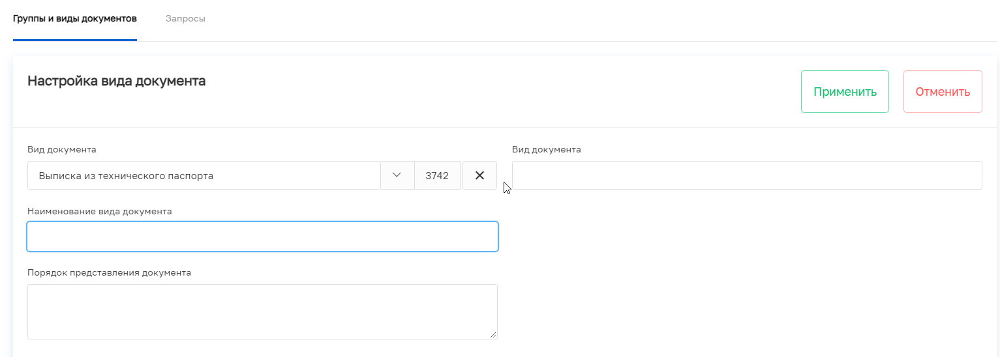 Группы и виды документов Запросы
Настройка вида документа
Применить Отменить
Вид документа Вид документа
Выписка из технического паспорта 3742
Наименование вида документа
Порядок представления документа